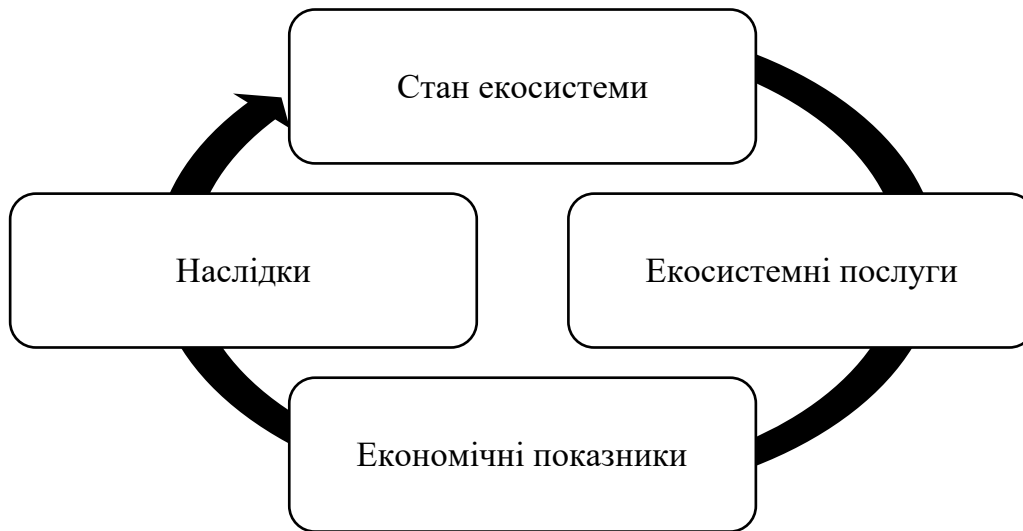 Стан екосистеми
Наслідки
Екосистемні послуги
Економічні показники